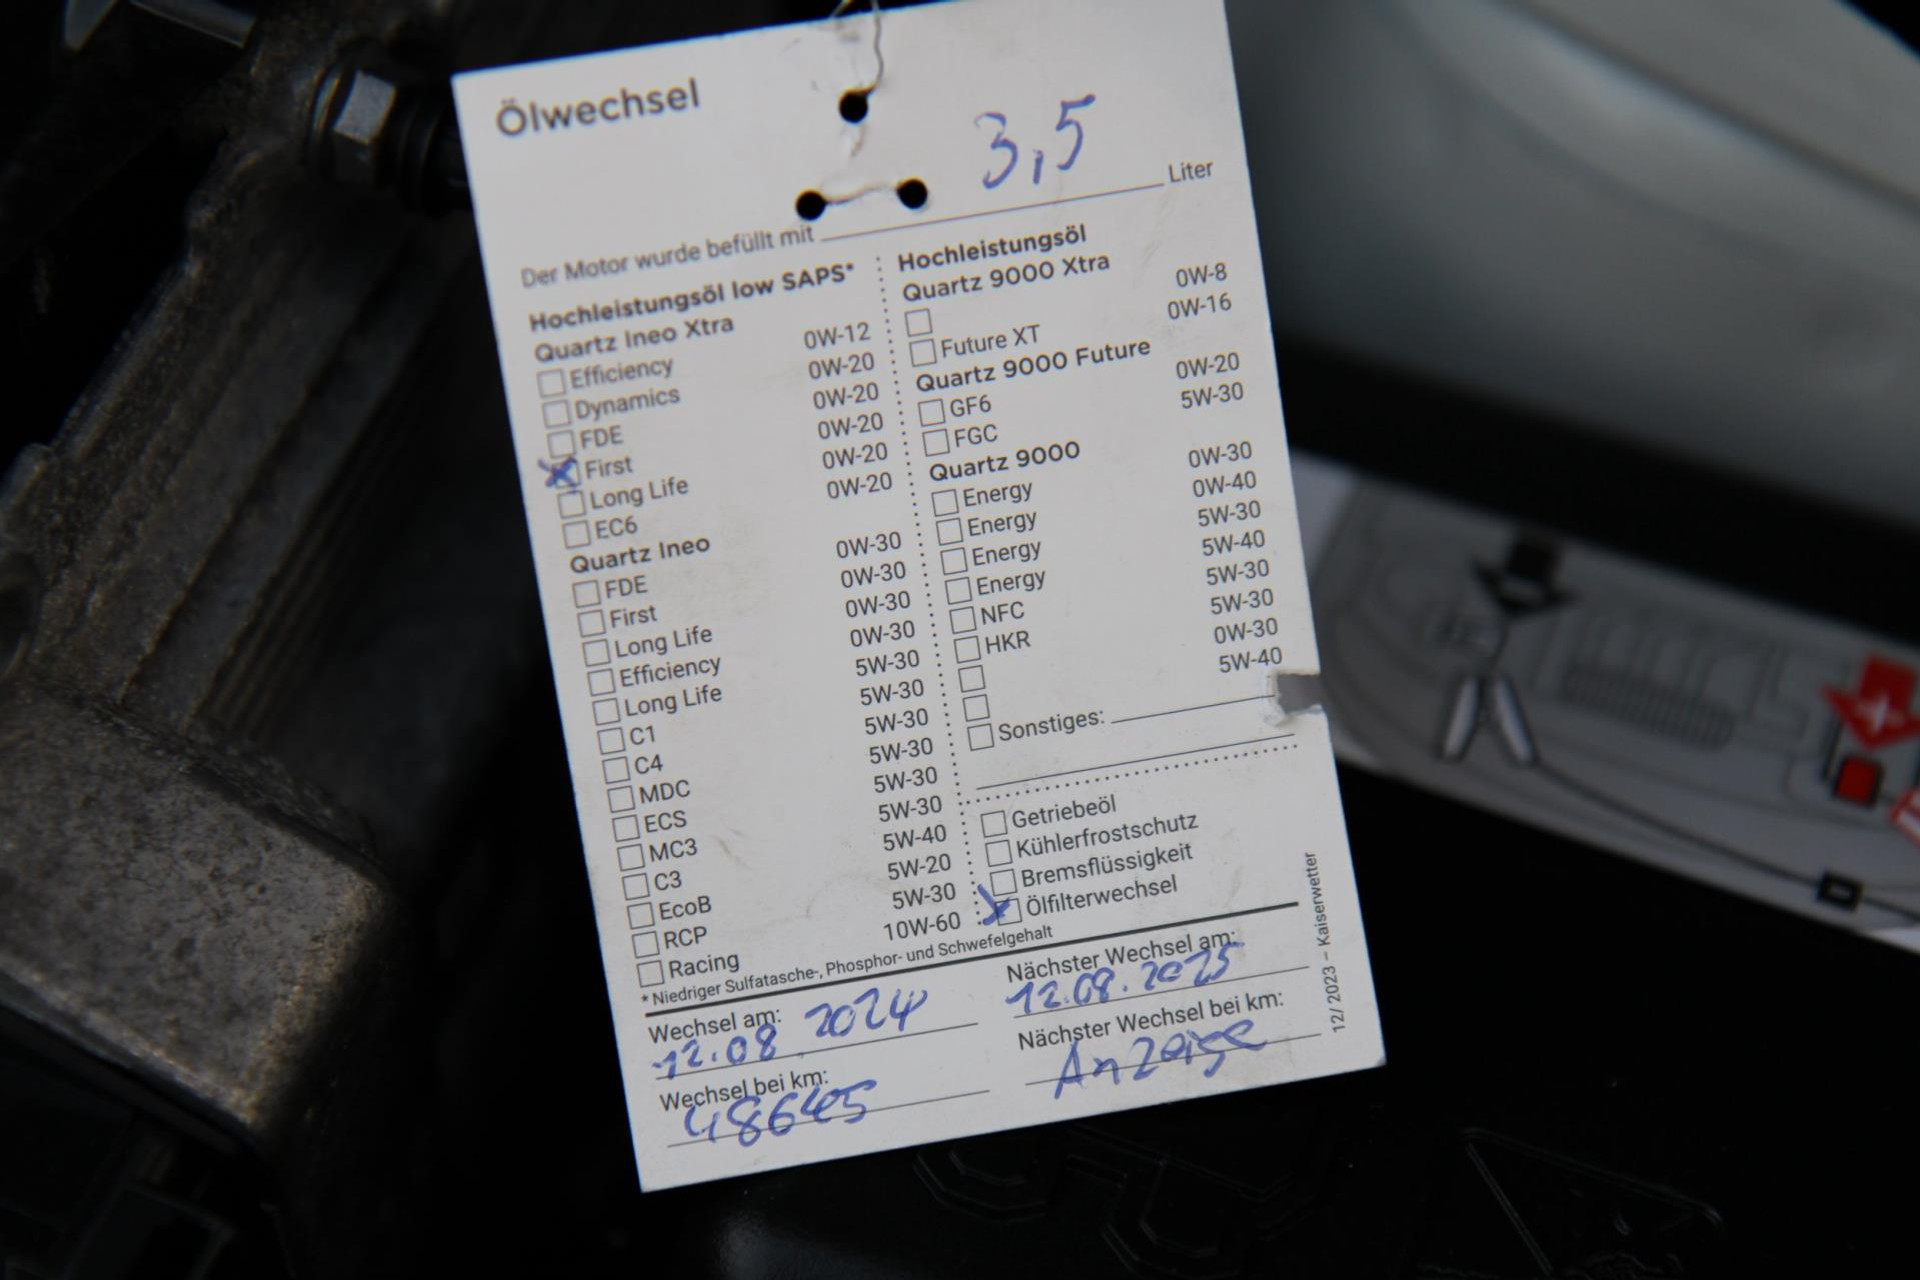 Ölwechsel
Der Motor wurde befüllt mit 3,5 Liter
Hochleistungsöl low SAPS*
Quartz Ineo Xtra
Efficiency 0W-12
Dynamics 0W-20
FDE 0W-20
First 0W-20
Long Life 0W-20
EC6 0W-20
Quartz Ineo
FDE 0W-30
First 0W-30
Long Life 0W-30
Efficiency 0W-30
Long Life 5W-30
C1 5W-30
C4 5W-30
MDC 5W-30
ECS 5W-30
MC3 5W-30
C3 5W-40
EcoB 5W-20
RCP 5W-30
Racing 10W-60
* Niedriger Sulfatasche-, Phosphor- und Schwefelgehalt
Hochleistungsöl
Quartz 9000 Xtra
0W-8
Future XT 0W-16
Quartz 9000 Future
GF6 0W-20
FGC 5W-30
Quartz 9000
Energy 0W-30
Energy 0W-40
Energy 5W-30
Energy 5W-40
NFC 5W-30
HKR 5W-30
0W-30
5W-40
Sonstiges:
Getriebeöl
Kühlerfrostschutz
Bremsflüssigkeit
Ölfilterwechsel
Wechsel am:
12.08.2024
Wechsel bei km:
48645
Nächster Wechsel am:
12.08.2025
Nächster Wechsel bei km:
Anzeige
12/2023 – Kaiserwetter